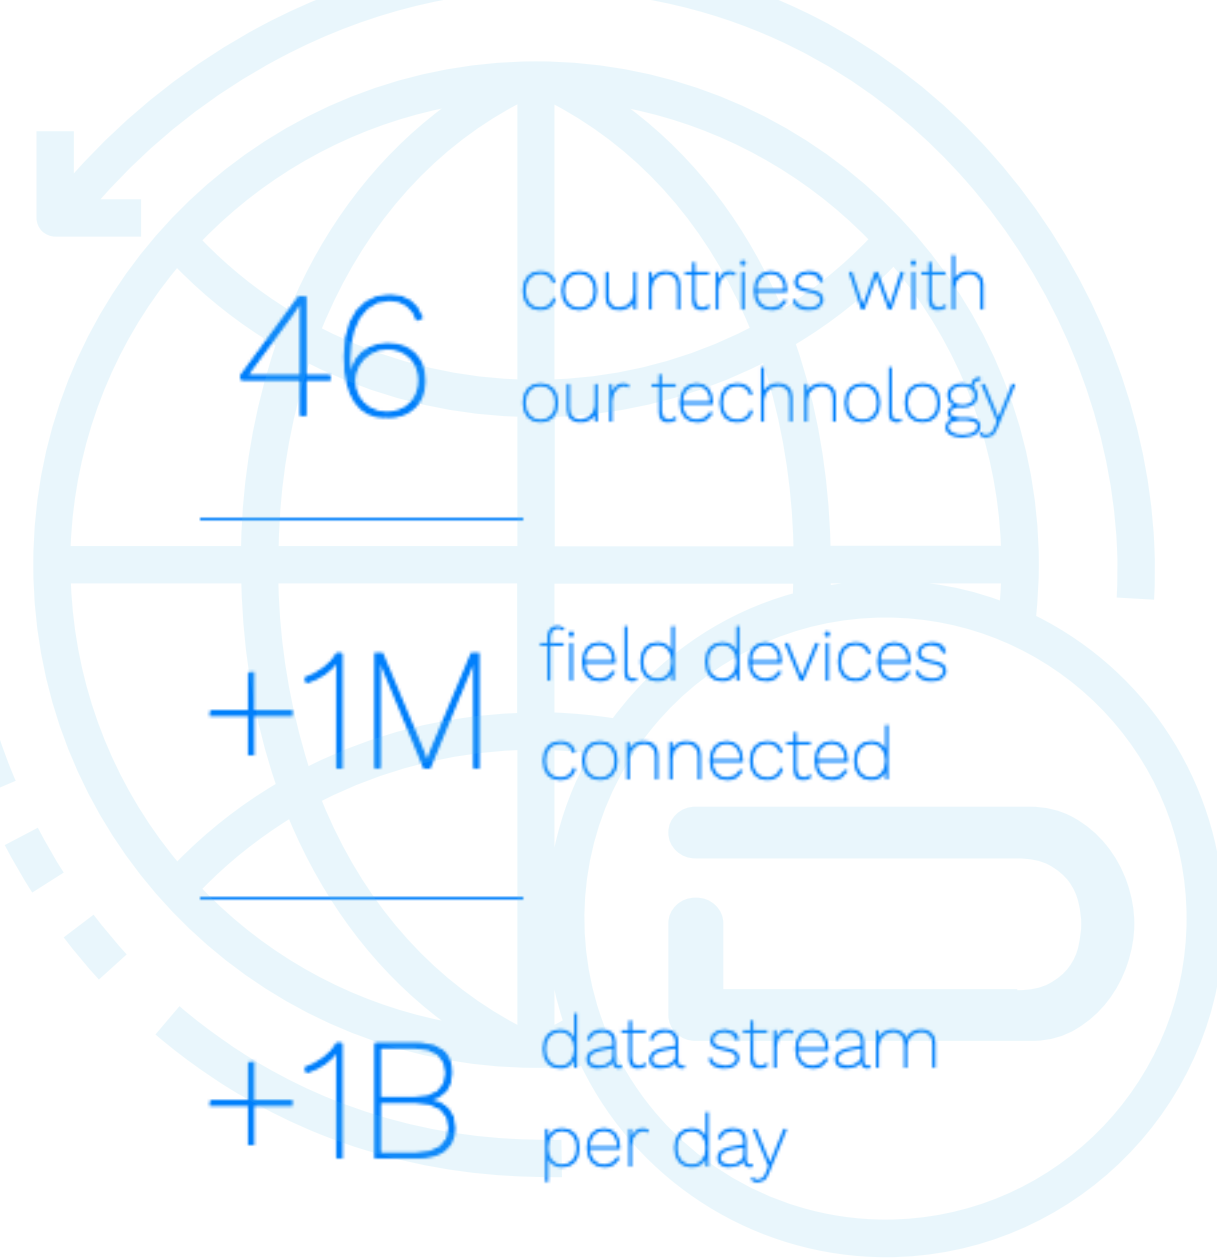 46
countries with
our technology
+1M
field devices
connected
+1B
data stream
per day